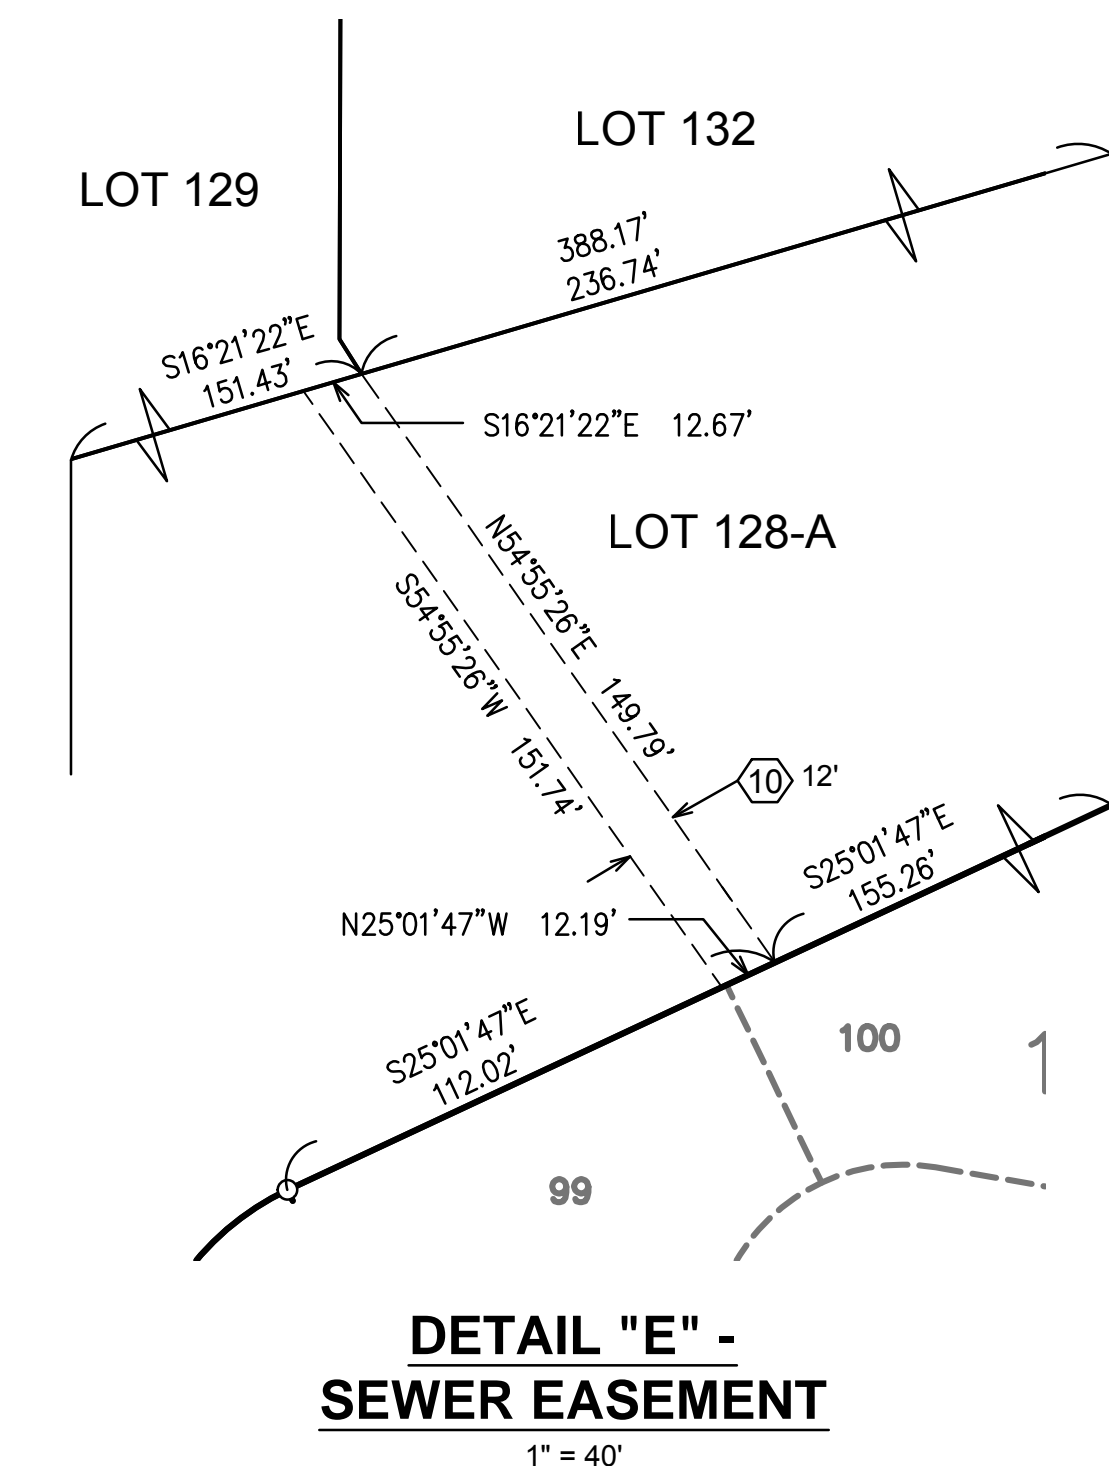 LOT 132
LOT 129
388.17'
236.74'
S16°21'22"E
151.43'
S16°21'22"E 12.67'
LOT 128-A
N54°55'26"E 149.79'
S54°55'26"W 151.74'
10 12'
S25°01'47"E
155.26'
N25°01'47"W 12.19'
S25°01'47"E
112.02'
100
1
99
DETAIL "E" -
SEWER EASEMENT
1" = 40'